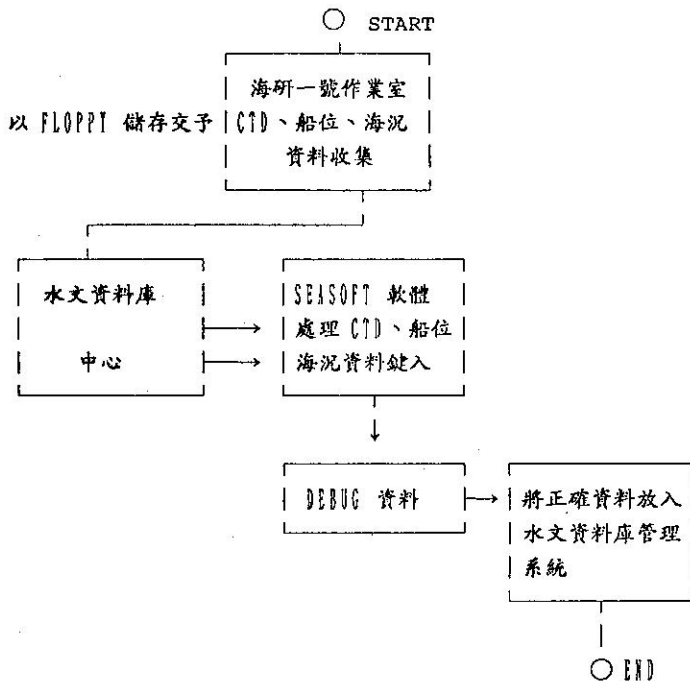 START
海研一號作業室
以 FLOPPY 儲存交予
CTD、船位、海況
資料收集
水文資料庫
中心
SEASOFT 軟體
處理 CTD、船位
海況資料鍵入
DEBUG 資料
將正確資料放入
水文資料庫管理
系統
END